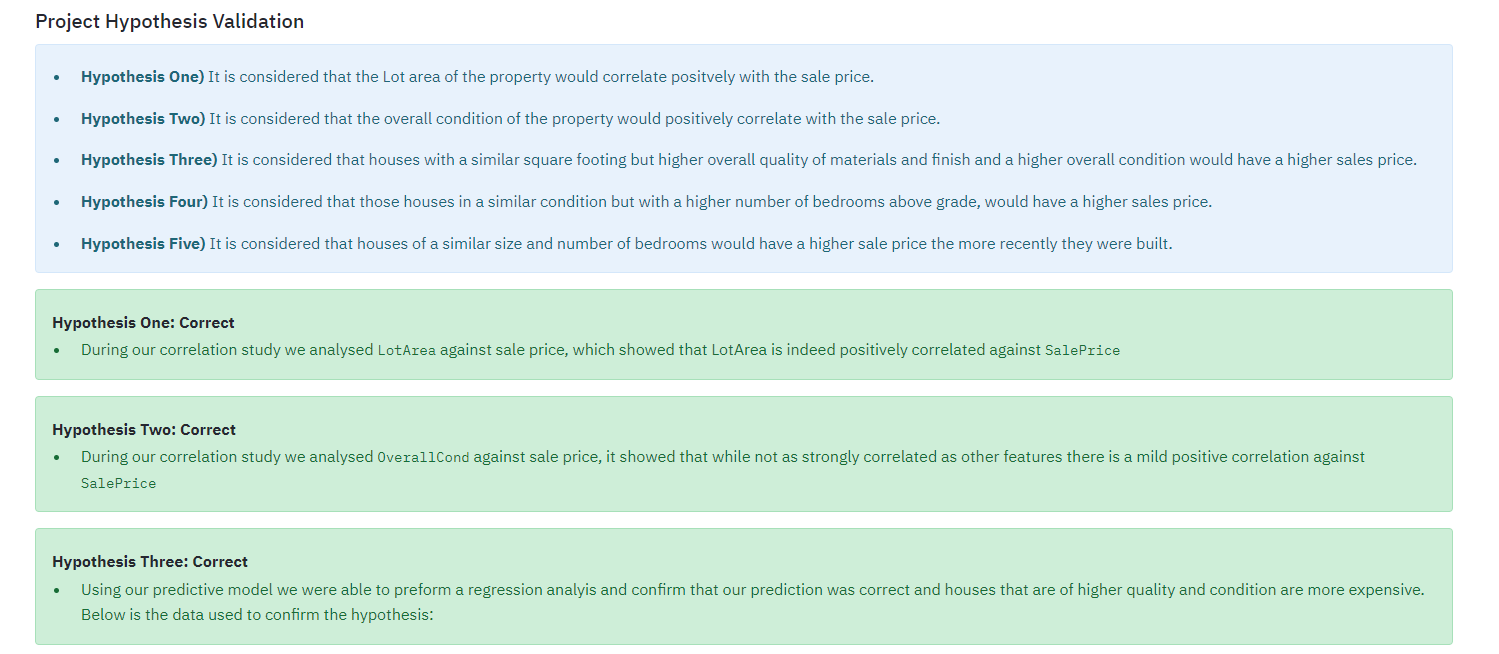 Project Hypothesis Validation
• Hypothesis One) It is considered that the Lot area of the property would correlate positvely with the sale price.
• Hypothesis Two) It is considered that the overall condition of the property would positively correlate with the sale price.
• Hypothesis Three) It is considered that houses with a similar square footing but higher overall quality of materials and finish and a higher overall condition would have a higher sales price.
• Hypothesis Four) It is considered that those houses in a similar condition but with a higher number of bedrooms above grade, would have a higher sales price.
• Hypothesis Five) It is considered that houses of a similar size and number of bedrooms would have a higher sale price the more recently they were built.
Hypothesis One: Correct
• During our correlation study we analysed LotArea against sale price, which showed that LotArea is indeed positively correlated against SalePrice
Hypothesis Two: Correct
• During our correlation study we analysed OverallCond against sale price, it showed that while not as strongly correlated as other features there is a mild positive correlation against
SalePrice
Hypothesis Three: Correct
• Using our predictive model we were able to preform a regression analyis and confirm that our prediction was correct and houses that are of higher quality and condition are more expensive.
Below is the data used to confirm the hypothesis: